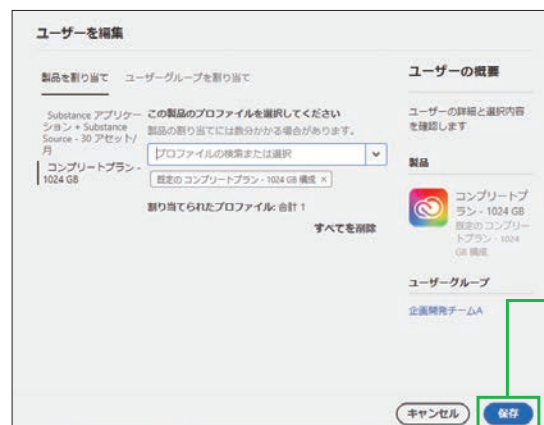 ユーザーを編集
製品を割り当て ユーザーグループを割り当て
Substance アプリケー
ション + Substance
Source - 30 アセット/
月
コンプリートプラン -
1024 GB
この製品のプロファイルを選択してください
製品の割り当てには数分かかる場合があります。
プロファイルの検索または選択
既定の コンプリートプラン - 1024 GB 構成 ×
割り当てられたプロファイル: 合計 1
すべてを削除
ユーザーの概要
ユーザーの詳細と選択内容
を確認します
製品
コンプリートプ
ラン - 1024 GB
既定の コンプリー
トプラン - 1024
GB 構成
ユーザーグループ
企画開発チームA
キャンセル 保存